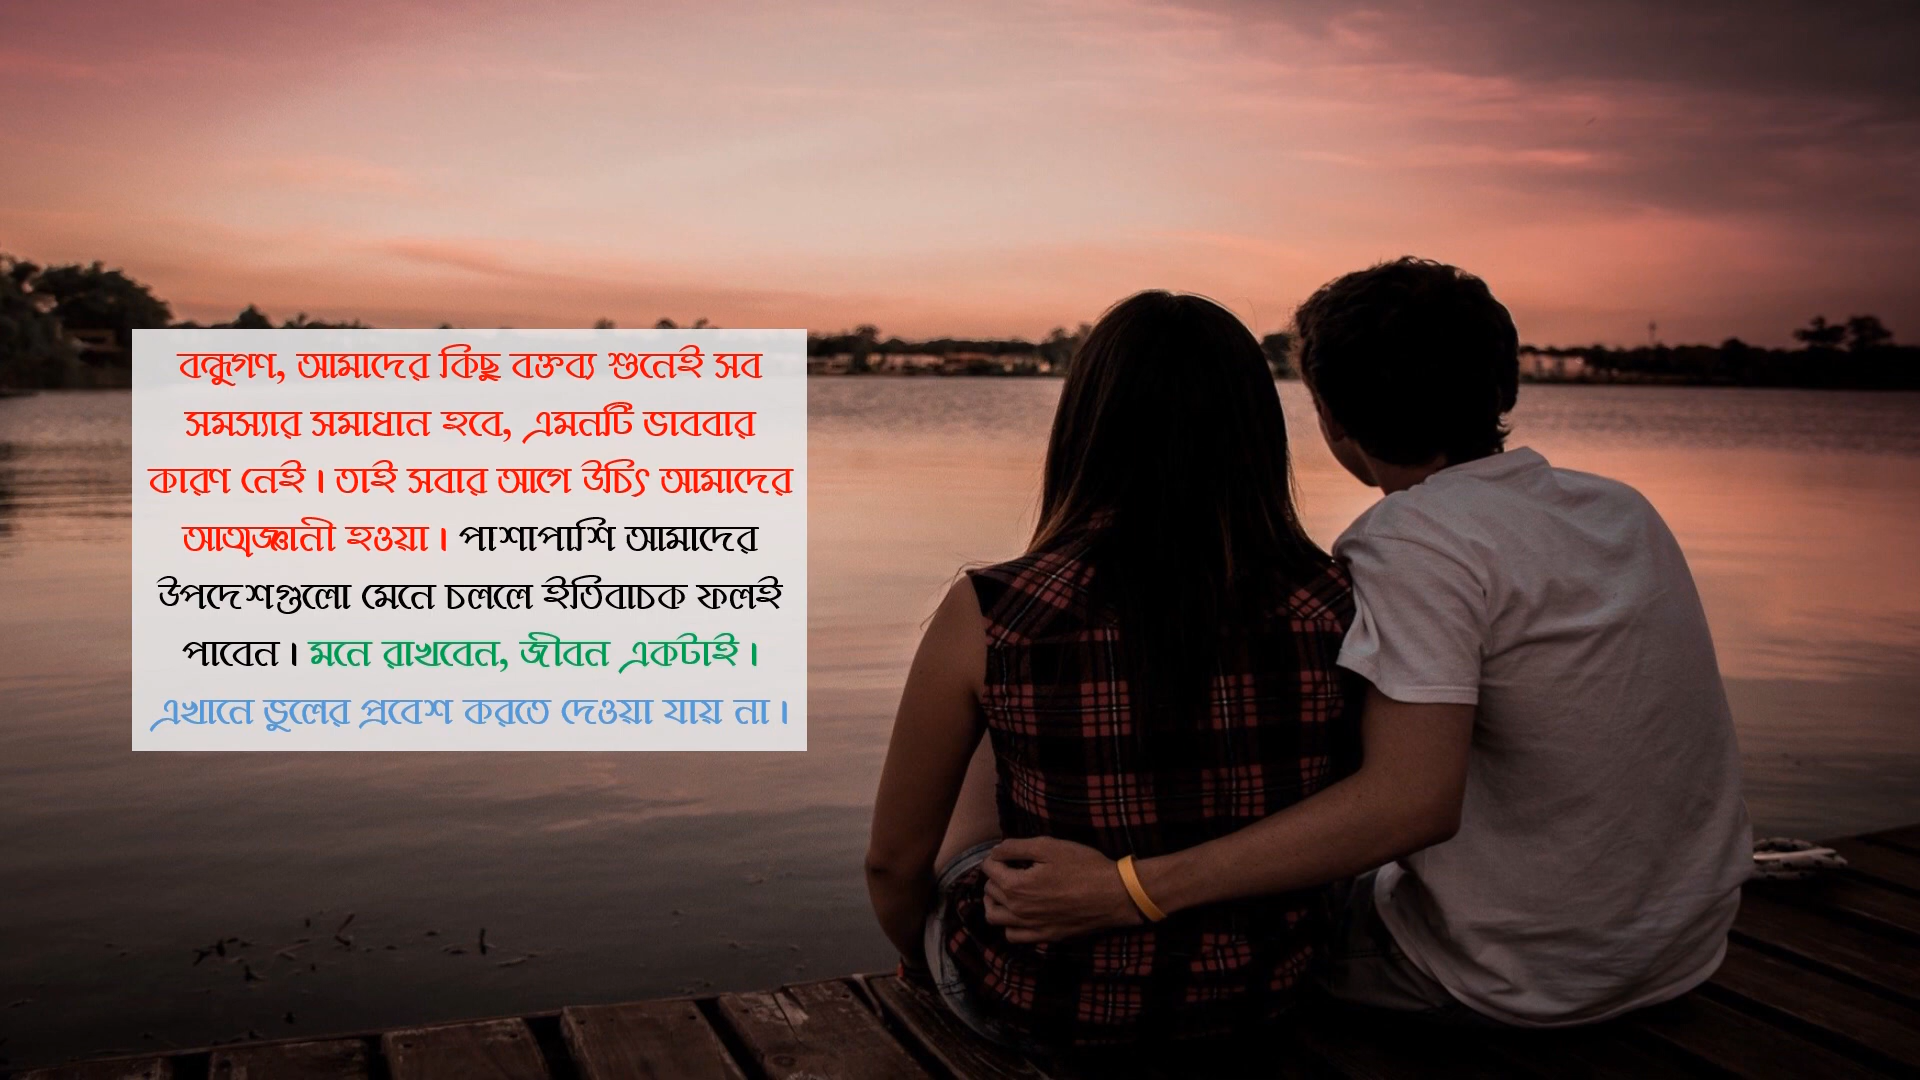 বন্ধুগণ, আমাদের কিছু বক্তব্য শুনেই সব
সমস্যার সমাধান হবে, এমনটি ভাববার
কারণ নেই। তাই সবার আগে উচিৎ আমাদের
আত্মজ্ঞানী হওয়া। পাশাপাশি আমাদের
উপদেশগুলো মেনে চললে ইতিবাচক ফলই
পাবেন। মনে রাখবেন, জীবন একটাই।
এখানে ভুলের প্রবেশ করতে দেওয়া যায় না।